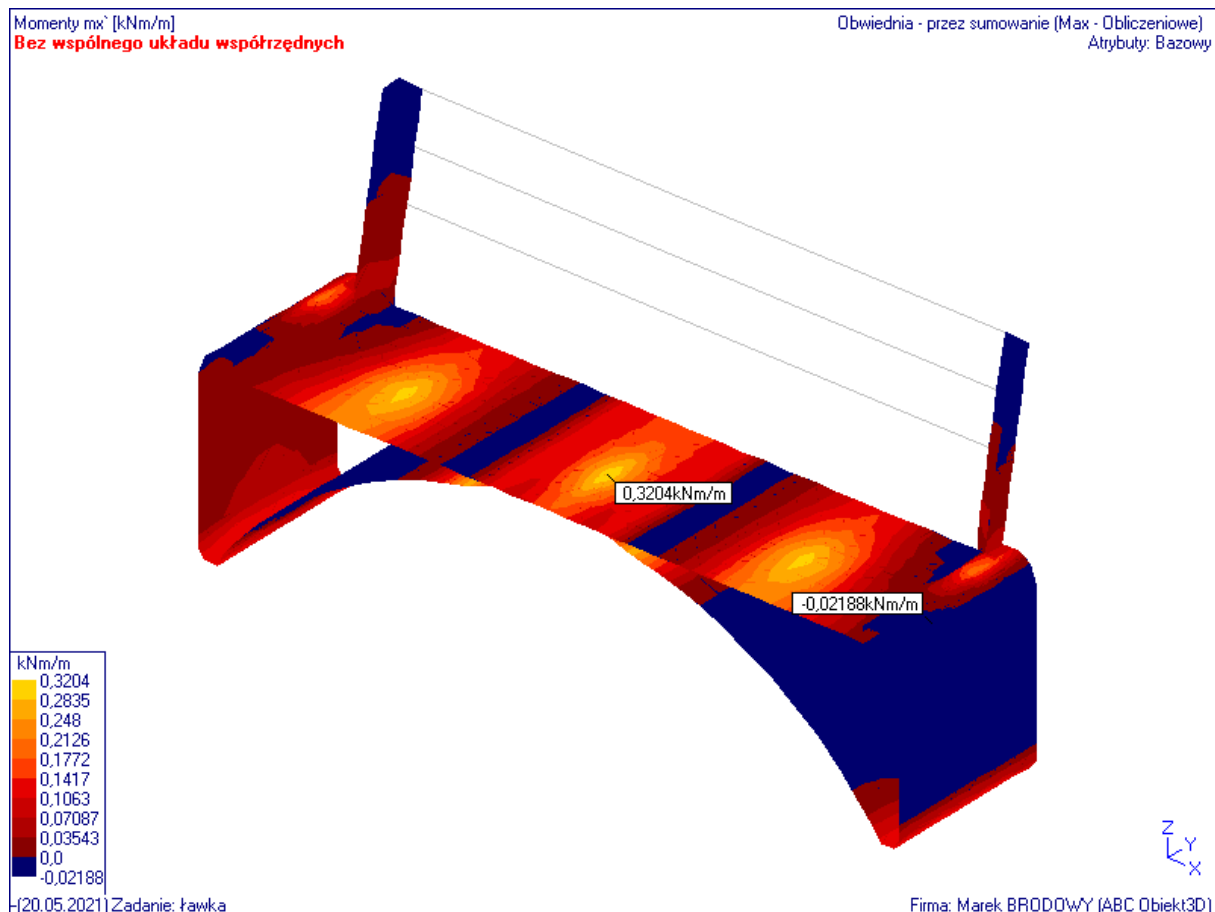 Momenty mx` [kNm/m]
Bez wspólnego układu współrzędnych
Obwiednia - przez sumowanie (Max - Obliczeniowe)
Atrybuty: Bazowy
0,3204kNm/m
-0,02188kNm/m
kNm/m
0,3204
0,2835
0,248
0,2126
0,1772
0,1417
0,1063
0,07087
0,03543
0,0
-0,02188
Z
Y
X
(20.05.2021) Zadanie: ławka
Firma: Marek BRODOWY (ABC Obiekt3D)